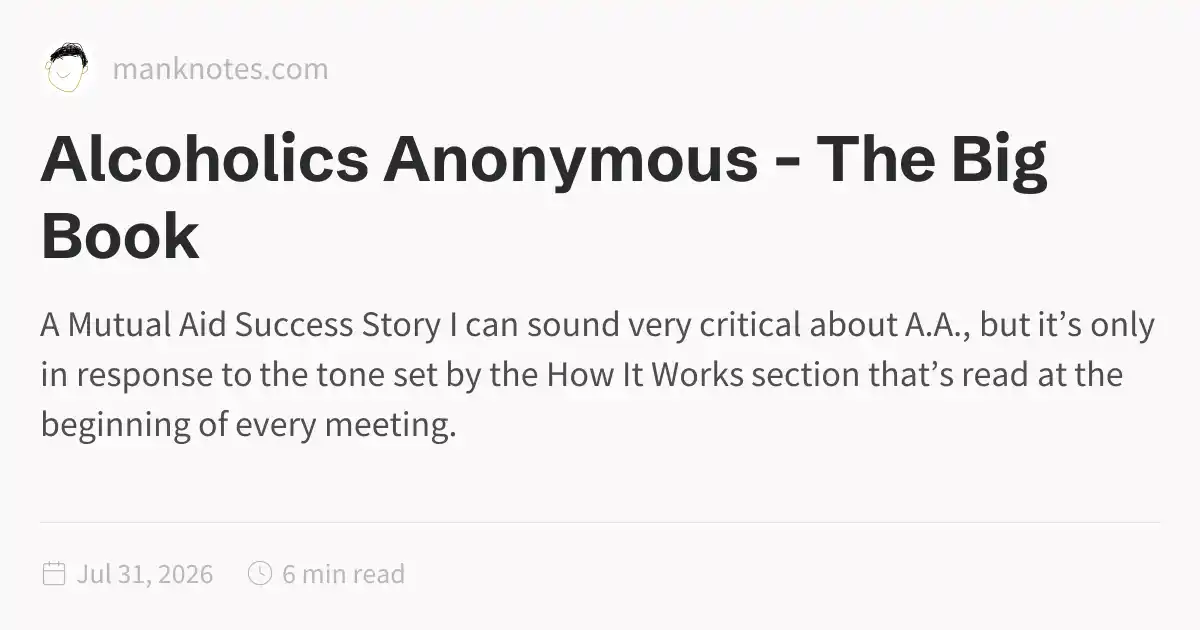 manknotes.com
Alcoholics Anonymous - The Big
Book
A Mutual Aid Success Story I can sound very critical about A.A., but it’s only
in response to the tone set by the How It Works section that’s read at the
beginning of every meeting.
Jul 31, 2026
6 min read